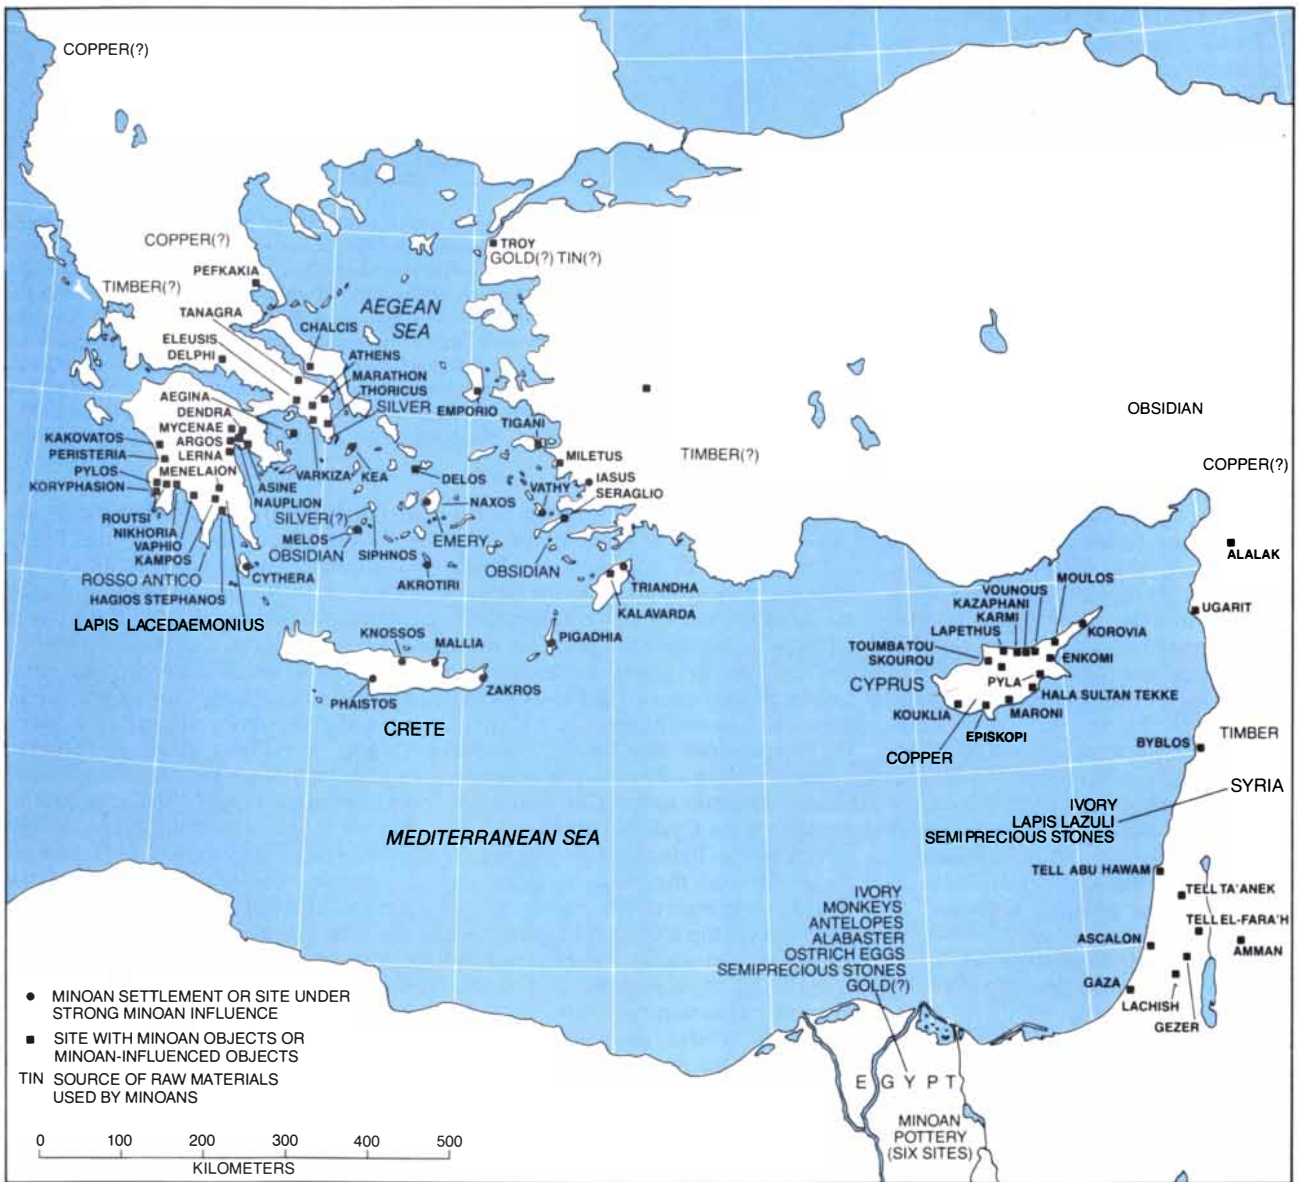 COPPER(?)
COPPER(?)
TROY
GOLD(?) TIN(?)
PEFKAKIA
TIMBER(?)
TANAGRA
AEGEAN
SEA
CHALCIS
ELEUSIS
DELPHI
ATHENS
MARATHON
THORICUS
SILVER
AEGINA
DENDRA
MYCENAE
ARGOS
LERNA
MENELAION
KAKOVATOS
PERISTERIA
PYLOS
KORYPHASION
EMPORIO
TIGANI
OBSIDIAN
TIMBER(?)
COPPER(?)
MILETUS
IASUS
SERAGLIO
VATHY
VARKIZA
KEA
DELOS
NAXOS
ASINE
NAUPLION
SILVER(?)
MELOS
OBSIDIAN
SIPHNOS
EMERY
AKROTIRI
OBSIDIAN
ROUTSI
NIKHORIA
VAPHIO
KAMPOS
ROSSO ANTICO
HAGIOS STEPHANOS
LAPIS LACEDAEMONIUS
CYTHERA
TRIANDHA
KALAVARDA
PIGADHIA
ALALAK
UGARIT
MOULOS
VOUNOUS
KAZAPHANI
KARMI
LAPETHUS
TOUMBA TOU
SKOUROU
KOROVIA
ENKOMI
CYPRUS
PYLA
HALA SULTAN TEKKE
KOUKLIA
MARONI
EPISKOPI
COPPER
KNOSSOS
MALLIA
PHAISTOS
ZAKROS
CRETE
BYBLOS
TIMBER
SYRIA
IVORY
LAPIS LAZULI
SEMIPRECIOUS STONES
MEDITERRANEAN SEA
TELL ABU HAWAM
TELL TA'ANEK
TELL EL-FARA'H
ASCALON
AMMAN
GAZA
LACHISH
GEZER
IVORY
MONKEYS
ANTELOPES
ALABASTER
OSTRICH EGGS
SEMIPRECIOUS STONES
GOLD(?)
EGYPT
MINOAN
POTTERY
(SIX SITES)
MINOAN SETTLEMENT OR SITE UNDER
STRONG MINOAN INFLUENCE
SITE WITH MINOAN OBJECTS OR
MINOAN-INFLUENCED OBJECTS
TIN SOURCE OF RAW MATERIALS
USED BY MINOANS
0 100 200 300 400 500
KILOMETERS